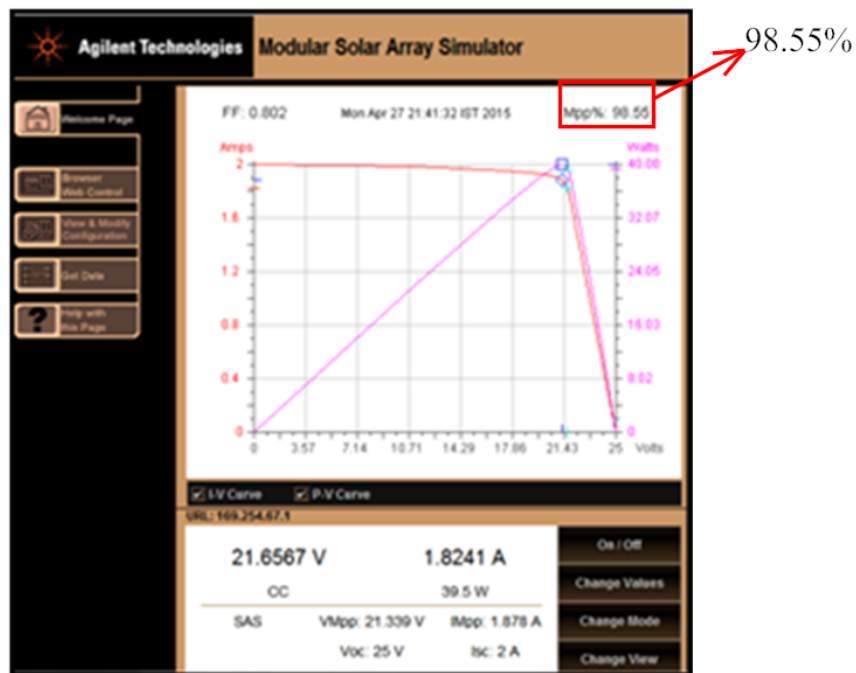 Agilent Technologies
Modular Solar Array Simulator
98.55%
Welcome Page
Browser
Web Control
View & Modify
Configuration
Get Data
Help with
this Page
FF: 0.802
Mon Apr 27 21:41:32 IST 2015
Mpp%: 98.55
Amps
Watts
2
40.08
1.6
32.07
1.2
24.05
0.8
16.03
0.4
8.02
0
0
0
3.57
7.14
10.71
14.29
17.86
21.43
25
Volts
I-V Curve
P-V Curve
URL: 169.254.67.1
21.6567 V
1.8241 A
CC
39.5 W
SAS
VMpp: 21.339 V
IMpp: 1.878 A
Voc: 25 V
Isc: 2 A
On / Off
Change Values
Change Mode
Change View